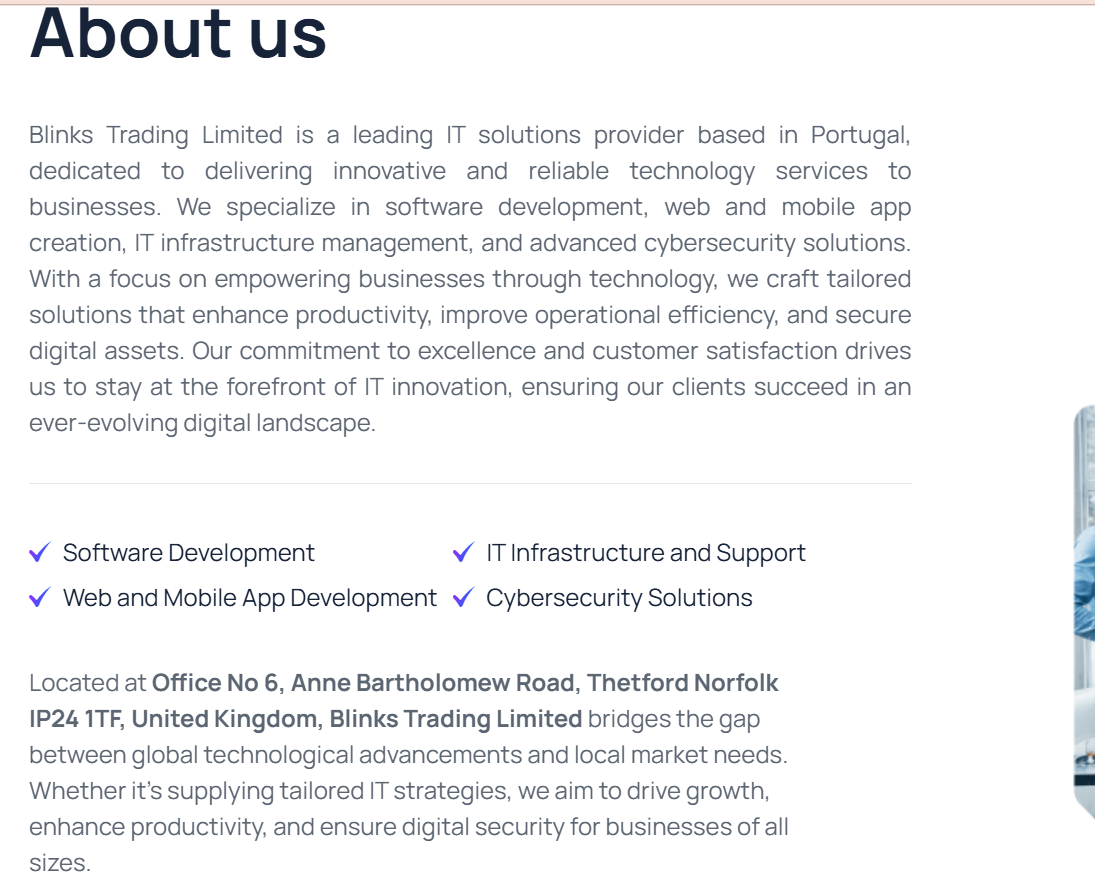 About us
Blinks Trading Limited is a leading IT solutions provider based in Portugal,
dedicated to delivering innovative and reliable technology services to
businesses. We specialize in software development, web and mobile app
creation, IT infrastructure management, and advanced cybersecurity solutions.
With a focus on empowering businesses through technology, we craft tailored
solutions that enhance productivity, improve operational efficiency, and secure
digital assets. Our commitment to excellence and customer satisfaction drives
us to stay at the forefront of IT innovation, ensuring our clients succeed in an
ever-evolving digital landscape.
Software Development
IT Infrastructure and Support
Web and Mobile App Development
Cybersecurity Solutions
Located at Office No 6, Anne Bartholomew Road, Thetford Norfolk
IP24 1TF, United Kingdom, Blinks Trading Limited bridges the gap
between global technological advancements and local market needs.
Whether it’s supplying tailored IT strategies, we aim to drive growth,
enhance productivity, and ensure digital security for businesses of all
sizes.